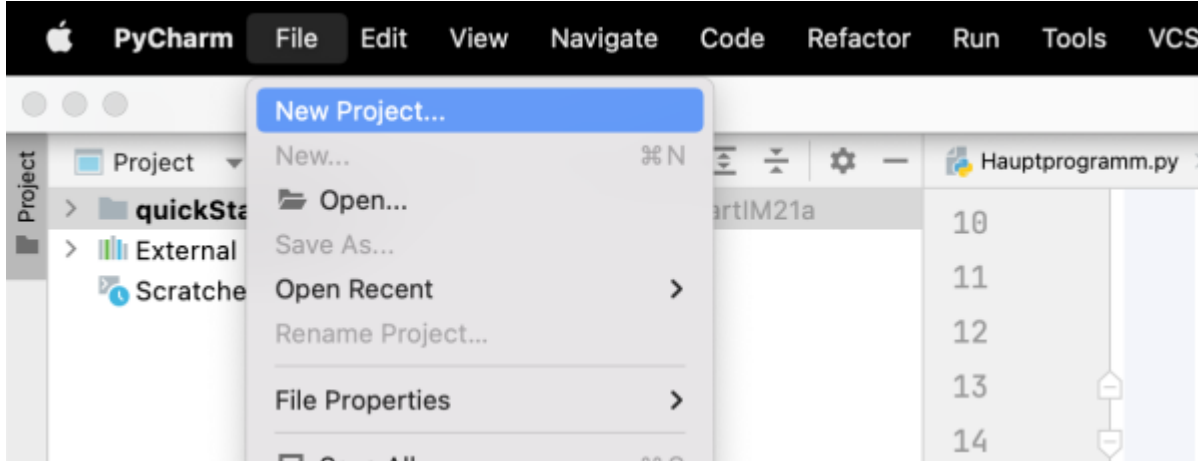 PyCharm File Edit View Navigate Code Refactor Run Tools VCS
New Project...
Project
Project
New... ⌘N
Hauptprogramm.py
quickSta
Open...
artIM21a
10
External
Save As...
11
Scratche
Open Recent
12
Rename Project...
13
File Properties
14